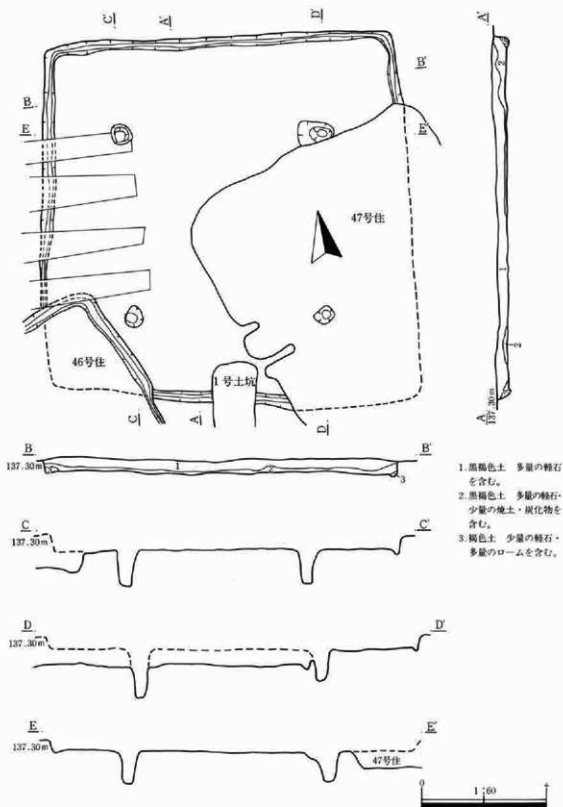 C'
A'
D'
A'
B
B'
E
E'
2
47号住
1
46号住
1号土坑
2
C
A
D
A
137.30m
B
B'
137.30m
1
2
3
1.黒褐色土 多量の軽石
を含む。
2.黒褐色土 多量の軽石・
少量の焼土・炭化物を
含む。
3.褐色土 少量の軽石・
多量のロームを含む。
C
C'
137.30m
D
D'
137.30m
E
E'
137.30m
47号住
0
1:60